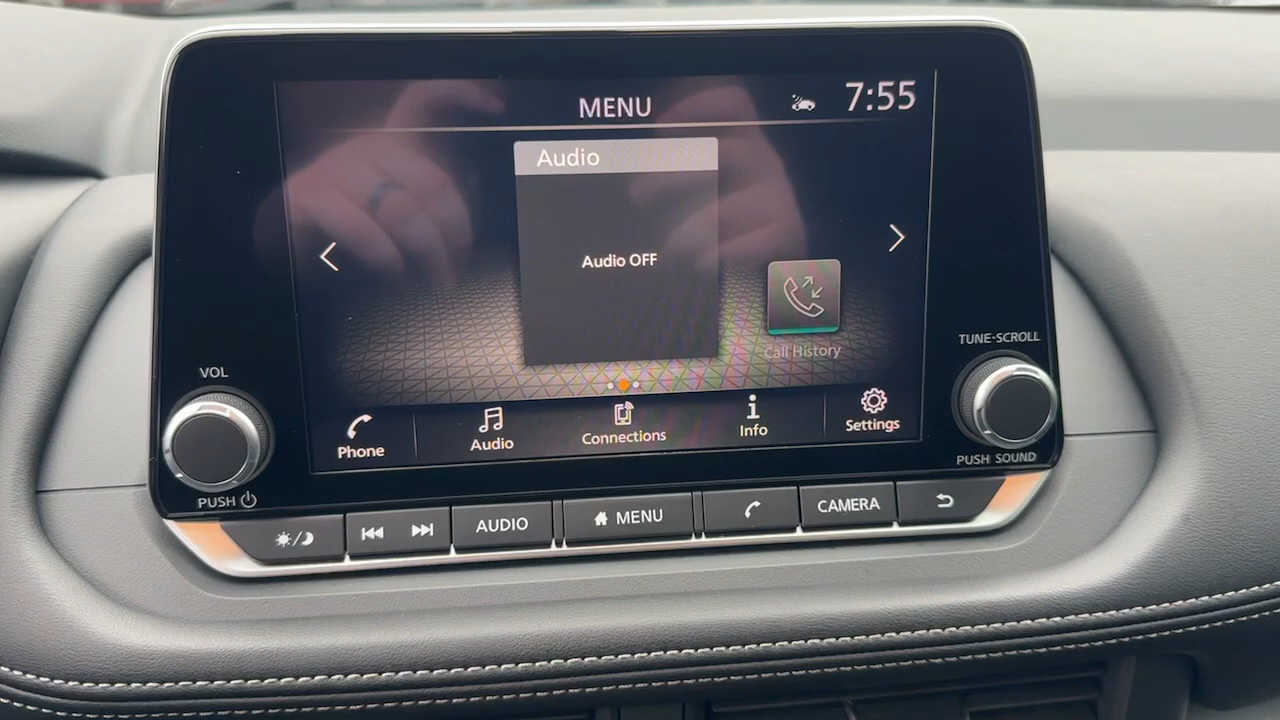 MENU
7:55
Audio
Audio OFF
Call History
TUNE·SCROLL
VOL
Phone
Audio
Connections
Info
Settings
PUSH
PUSH SOUND
AUDIO
MENU
CAMERA